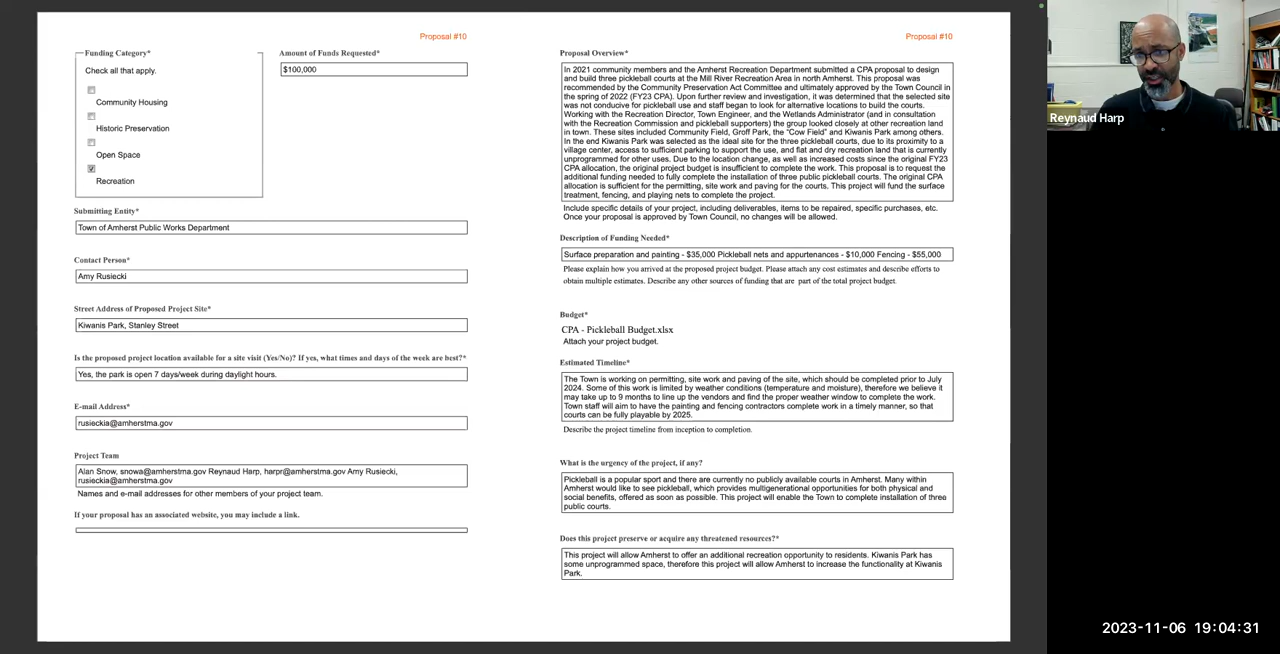 Proposal #10
Funding Category*
Check all that apply.
Community Housing
Historic Preservation
Open Space
Recreation
Amount of Funds Requested*
$100,000
Submitting Entity*
Town of Amherst Public Works Department
Contact Person*
Amy Rusiecki
Street Address of Proposed Project Site*
Kiwanis Park, Stanley Street
Is the proposed project location available for a site visit (Yes/No)? If yes, what times and days of the week are best?*
Yes, the park is open 7 days/week during daylight hours.
E-mail Address*
rusieckia@amherstma.gov
Project Team
Alan Snow, snowa@amherstma.gov Reynaud Harp, harpr@amherstma.gov Amy Rusiecki,
rusieckia@amherstma.gov
Names and e-mail addresses for other members of your project team.
If your proposal has an associated website, you may include a link.
Proposal #10
Proposal Overview*
In 2021 community members and the Amherst Recreation Department submitted a CPA proposal to design
and build three pickleball courts at the Mill River Recreation Area in north Amherst. This proposal was
recommended by the Community Preservation Act Committee and ultimately approved by the Town Council in
the spring of 2022 (FY23 CPA). Upon further review and investigation, it was determined that the selected site
was not conducive for pickleball use and staff began to look for alternative locations to build the courts.
Working with the Recreation Director, Town Engineer, and the Wetlands Administrator (and in consultation
with the Recreation Commission and pickleball supporters) the group looked closely at other recreation land
in town. These sites included Community Field, Groff Park, the "Cow Field" and Kiwanis Park among others.
In the end Kiwanis Park was selected as the ideal site for the three pickleball courts, due to its proximity to a
village center, access to sufficient parking to support the use, and flat and dry recreation land that is currently
unprogrammed for other uses. Due to the location change, as well as increased costs since the original FY23
CPA allocation, the original project budget is insufficient to complete the work. This proposal is to request the
additional funding needed to fully complete the installation of three public pickleball courts. The original CPA
allocation is sufficient for the permitting, site work and paving for the courts. This project will fund the surface
treatment, fencing, and playing nets to complete the project.
Include specific details of your project, including deliverables, items to be repaired, specific purchases, etc.
Once your proposal is approved by Town Council, no changes will be allowed.
Description of Funding Needed*
Surface preparation and painting - $35,000 Pickleball nets and appurtenances - $10,000 Fencing - $55,000
Please explain how you arrived at the proposed project budget. Please attach any cost estimates and describe efforts to
obtain multiple estimates. Describe any other sources of funding that are part of the total project budget.
Budget*
CPA - Pickleball Budget.xlsx
Attach your project budget.
Estimated Timeline*
The Town is working on permitting, site work and paving of the site, which should be completed prior to July
2024. Some of this work is limited by weather conditions (temperature and moisture), therefore we believe it
may take up to 9 months to line up the vendors and find the proper weather window to complete the work.
Town staff will aim to have the painting and fencing contractors complete work in a timely manner, so that
courts can be fully playable by 2025.
Describe the project timeline from inception to completion.
What is the urgency of the project, if any?
Pickleball is a popular sport and there are currently no publicly available courts in Amherst. Many within
Amherst would like to see pickleball, which provides multigenerational opportunities for both physical and
social benefits, offered as soon as possible. This project will enable the Town to complete installation of three
public courts.
Does this project preserve or acquire any threatened resources?*
This project will allow Amherst to offer an additional recreation opportunity to residents. Kiwanis Park has
some unprogrammed space, therefore this project will allow Amherst to increase the functionality at Kiwanis
Park.
Reynaud Harp
2023-11-06 19:04:31